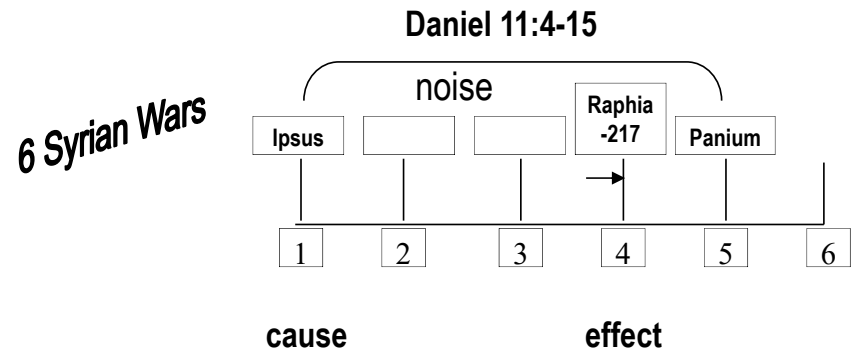 Daniel 11:4-15
noise
6 Syrian Wars
Ipsus
Raphia
-217
Panium
1 2 3 4 5 6
cause effect